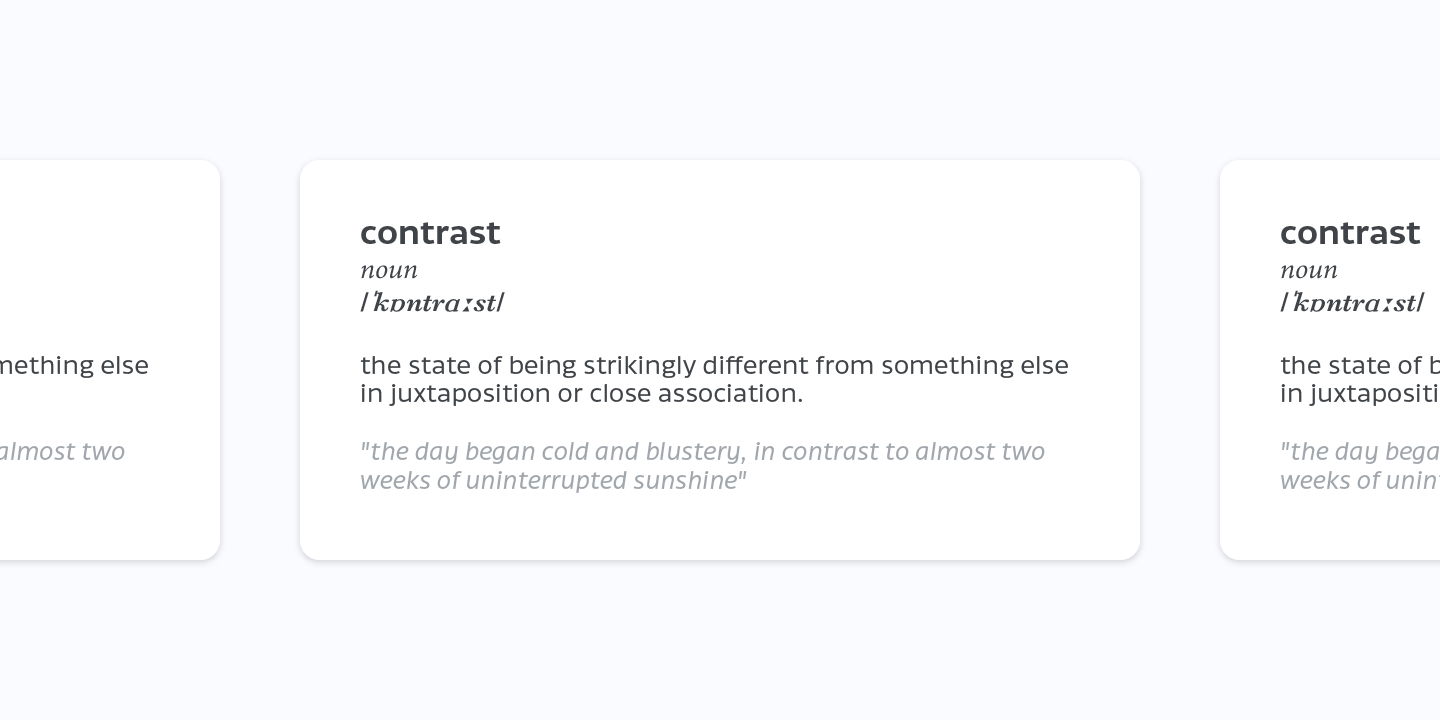 mething else
almost two
contrast
noun
/ˈkɒntrɑːst/
the state of being strikingly different from something else
in juxtaposition or close association.
"the day began cold and blustery, in contrast to almost two
weeks of uninterrupted sunshine"
contrast
noun
/ˈkɒntrɑːst/
the state of b
in juxtapositi
"the day bega
weeks of unin